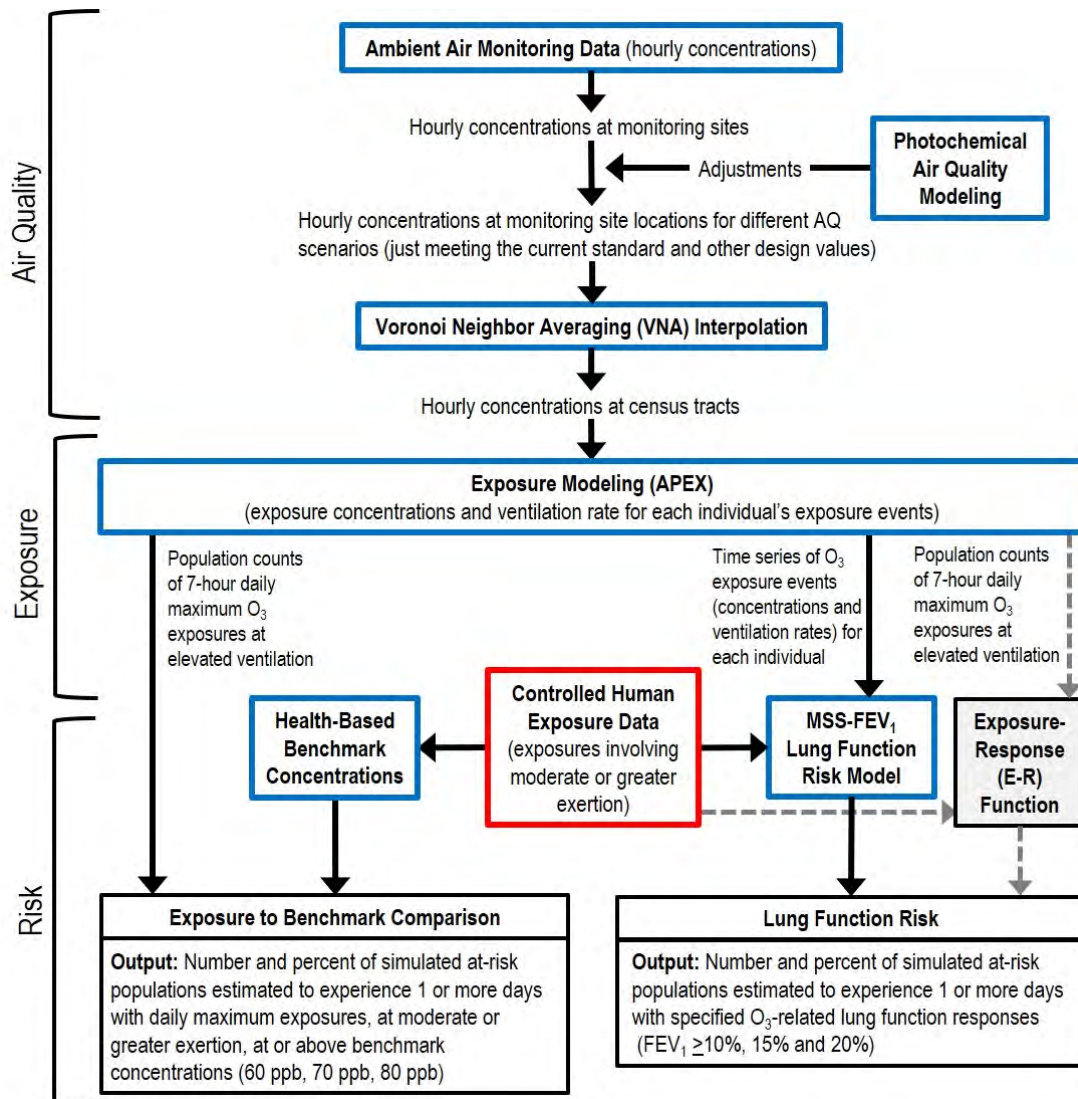 Air Quality
Exposure
Risk
Ambient Air Monitoring Data (hourly concentrations)
Hourly concentrations at monitoring sites
Adjustments
Photochemical
Air Quality
Modeling
Hourly concentrations at monitoring site locations for different AQ
scenarios (just meeting the current standard and other design values)
Voronoi Neighbor Averaging (VNA) Interpolation
Hourly concentrations at census tracts
Exposure Modeling (APEX)
(exposure concentrations and ventilation rate for each individual's exposure events)
Population counts
of 7-hour daily
maximum O₃
exposures at
elevated ventilation
Time series of O₃
exposure events
(concentrations and
ventilation rates) for
each individual
Population counts
of 7-hour daily
maximum O₃
exposures at
elevated ventilation
Health-Based
Benchmark
Concentrations
Controlled Human
Exposure Data
(exposures involving
moderate or greater
exertion)
MSS-FEV₁
Lung Function
Risk Model
Exposure-
Response
(E-R)
Function
Exposure to Benchmark Comparison
Output: Number and percent of simulated at-risk
populations estimated to experience 1 or more days
with daily maximum exposures, at moderate or
greater exertion, at or above benchmark
concentrations (60 ppb, 70 ppb, 80 ppb)
Lung Function Risk
Output: Number and percent of simulated at-risk
populations estimated to experience 1 or more days
with specified O₃-related lung function responses
(FEV₁ ≥10%, 15% and 20%)